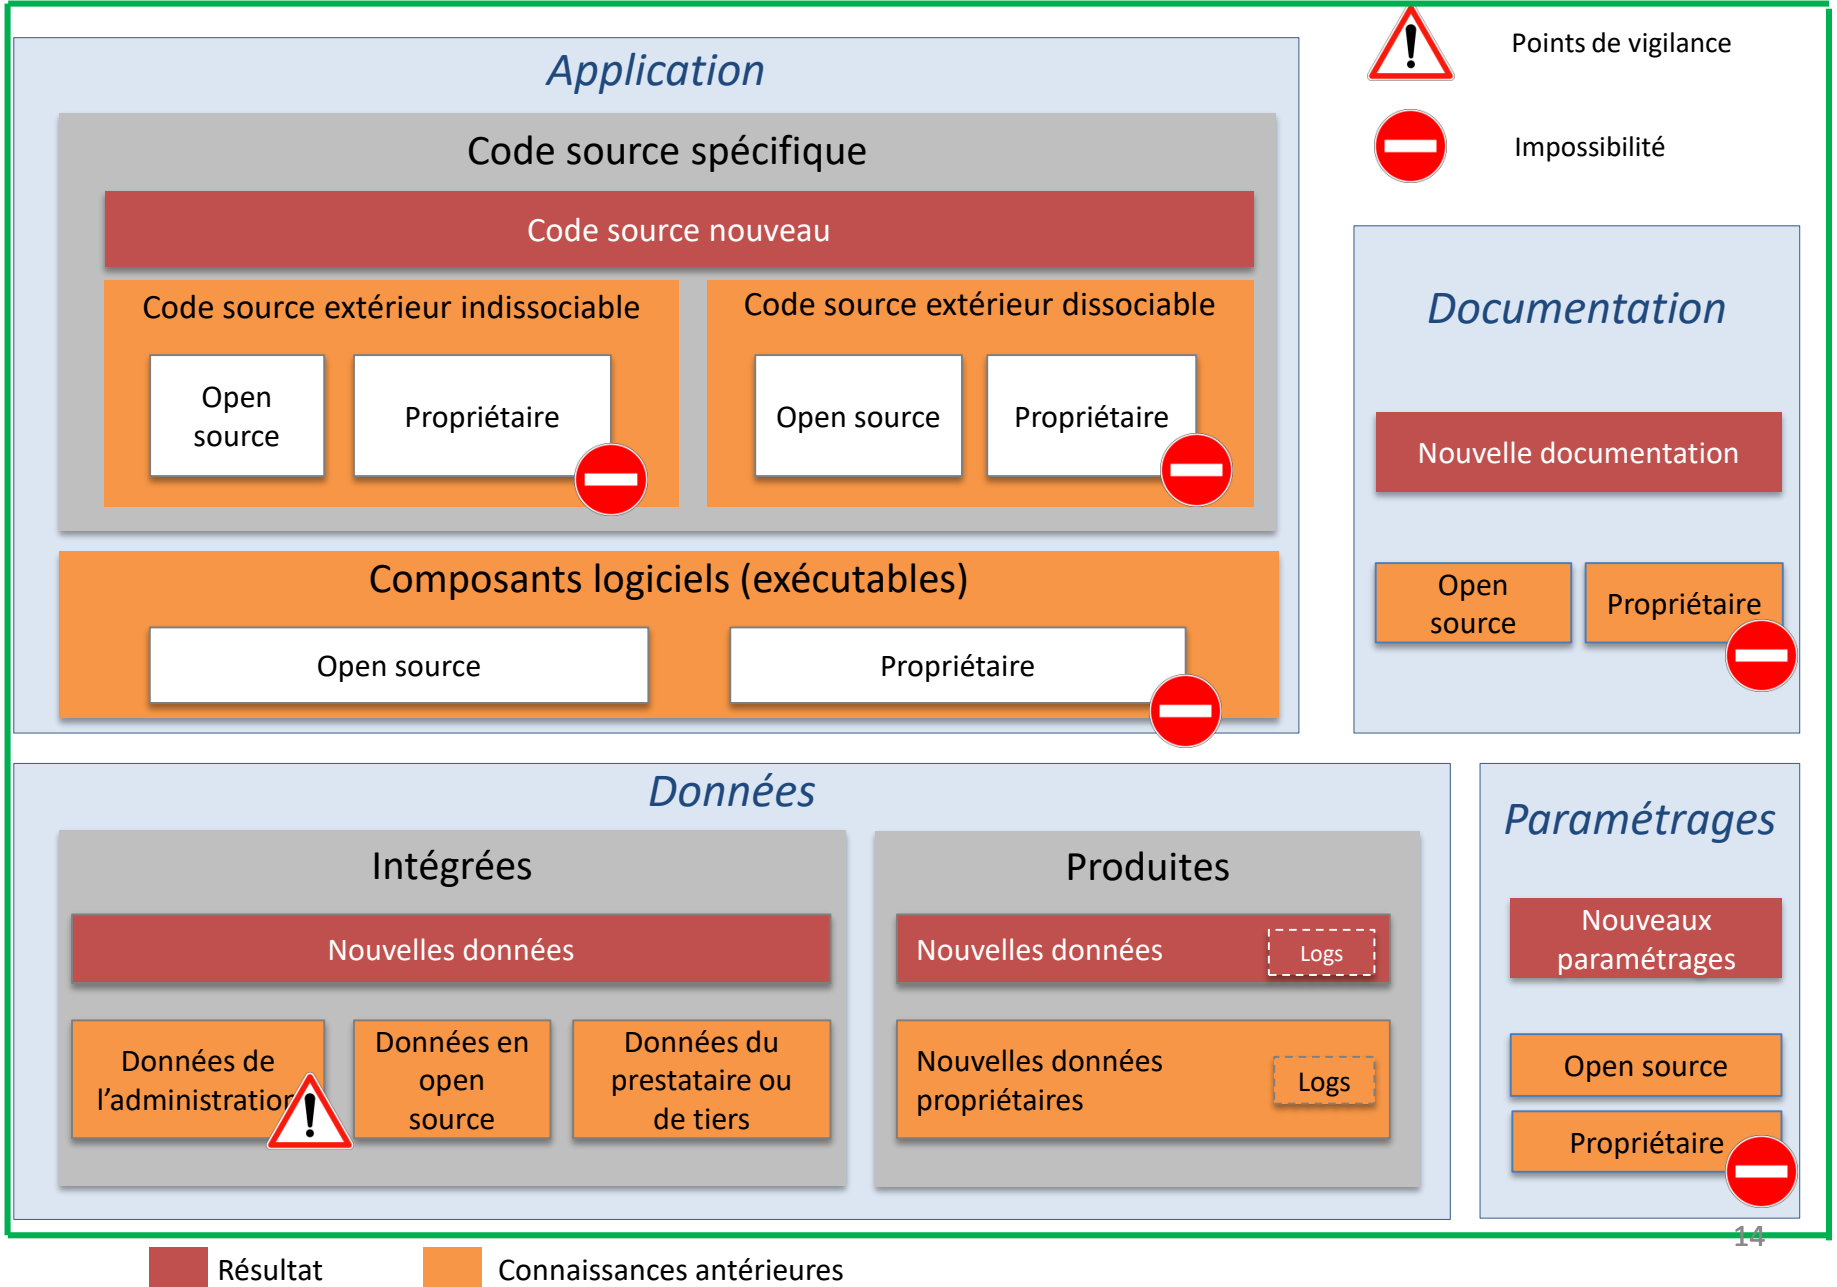 Application
Code source spécifique
Code source nouveau
Code source extérieur indissociable
Open
source
Propriétaire
Code source extérieur dissociable
Open source
Propriétaire
Composants logiciels (exécutables)
Open source
Propriétaire
Points de vigilance
Impossibilité
Documentation
Nouvelle documentation
Open
source
Propriétaire
Données
Intégrées
Nouvelles données
Données de
l’administration
Données en
open
source
Données du
prestataire ou
de tiers
Produites
Nouvelles données
Logs
Nouvelles données
propriétaires
Logs
Paramétrages
Nouveaux
paramétrages
Open source
Propriétaire
14
Résultat
Connaissances antérieures